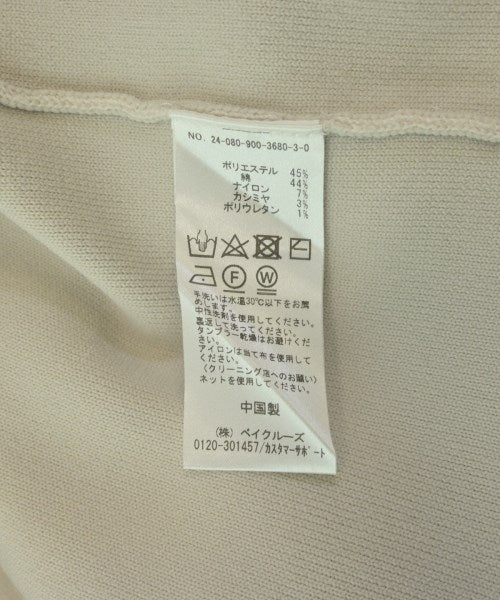 NO. 24-080-900-3680-3-0
ポリエステル 45%
綿 44%
ナイロン 7%
カシミヤ 3%
ポリウレタン 1%
F W
手洗いは水温30℃以下をお薦
めします。
中性洗剤を使用してください。
裏返して洗ってください。
タンブラー乾燥はお避けくだ
さい。
アイロンは当て布を使用して
ください。
(クリーニング店へのお願い)
ネットを使用してください。
中国製
(株) ベイクルーズ
0120-301457/カスタマーサポート